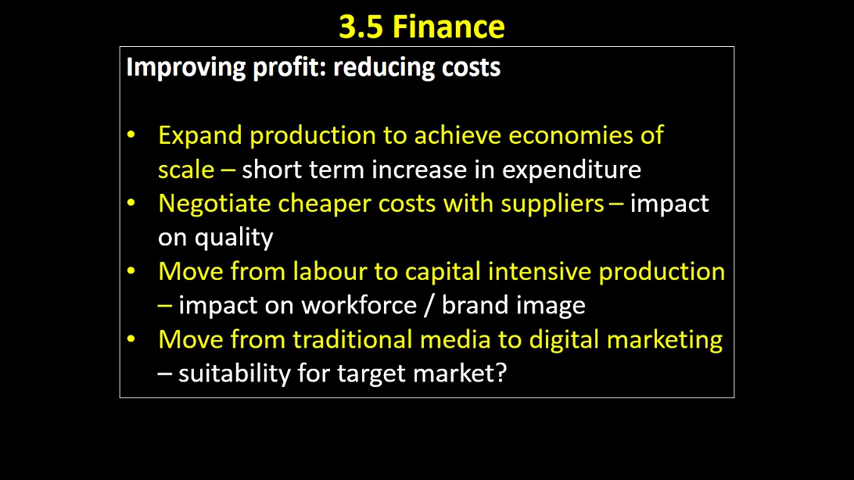 3.5 Finance
Improving profit: reducing costs
• Expand production to achieve economies of
scale – short term increase in expenditure
• Negotiate cheaper costs with suppliers – impact
on quality
• Move from labour to capital intensive production
– impact on workforce / brand image
• Move from traditional media to digital marketing
– suitability for target market?